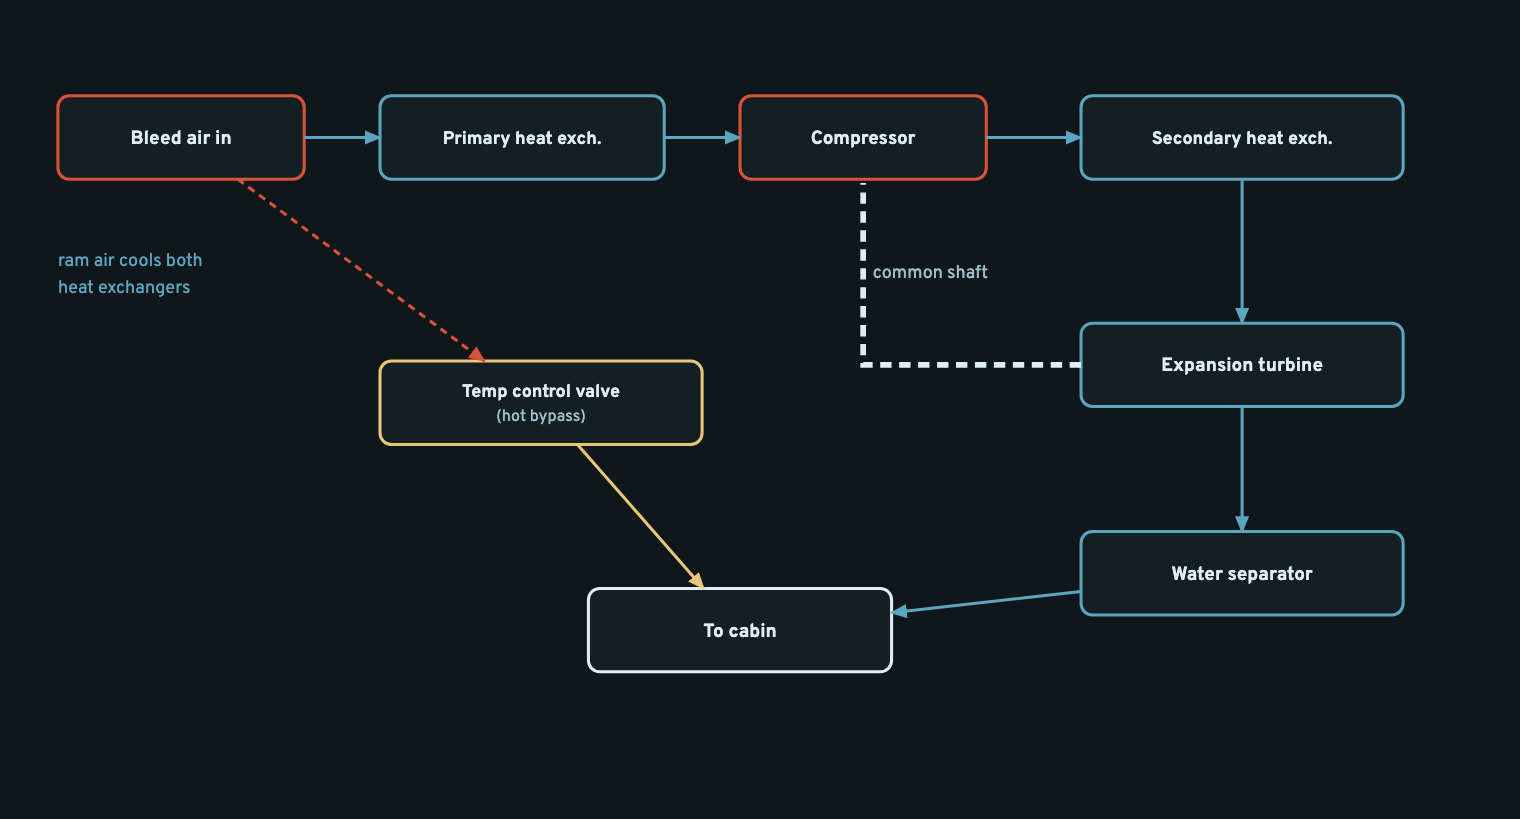 Bleed air in
Primary heat exch.
Compressor
Secondary heat exch.
ram air cools both
heat exchangers
common shaft
Expansion turbine
Temp control valve
(hot bypass)
Water separator
To cabin